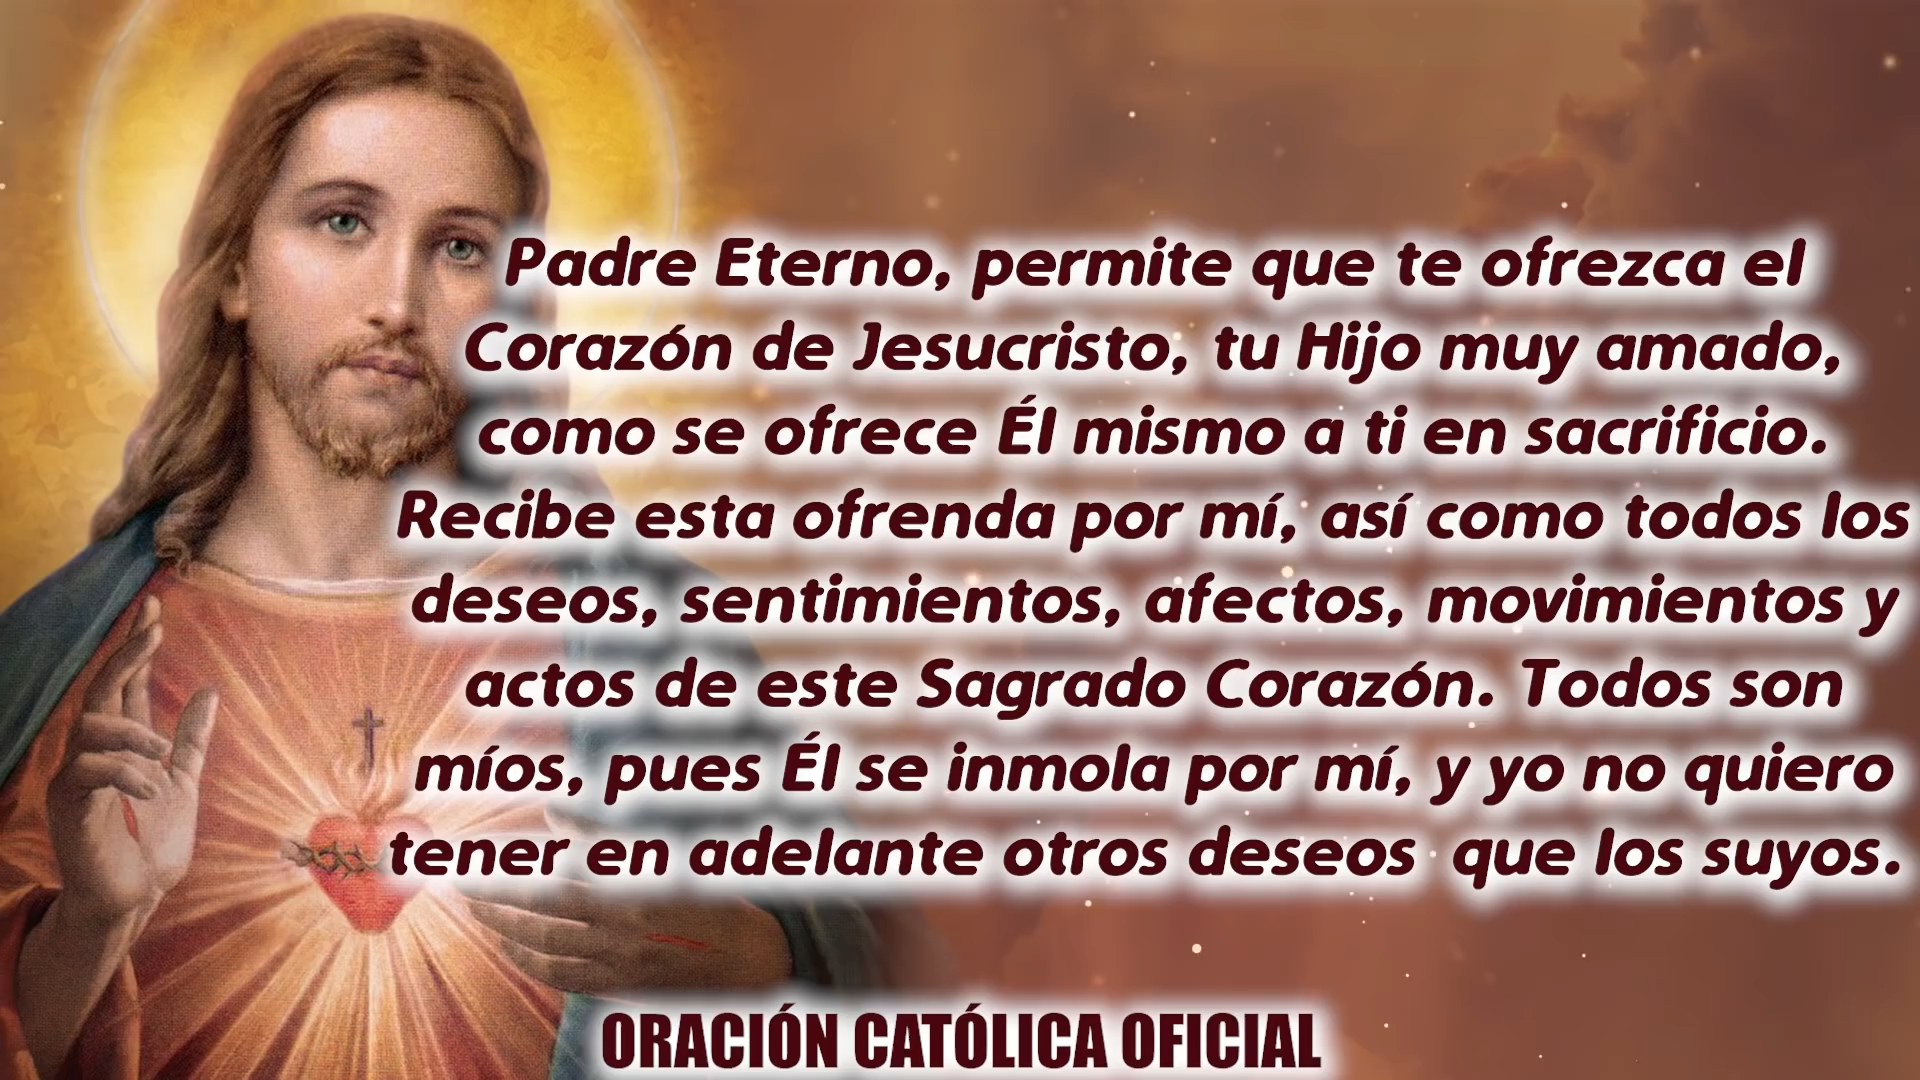 Padre Eterno, permite que te ofrezca el
Corazón de Jesucristo, tu Hijo muy amado,
como se ofrece Él mismo a ti en sacrificio.
Recibe esta ofrenda por mí, así como todos los
deseos, sentimientos, afectos, movimientos y
actos de este Sagrado Corazón. Todos son
míos, pues Él se inmola por mí, y yo no quiero
tener en adelante otros deseos que los suyos.
ORACIÓN CATÓLICA OFICIAL